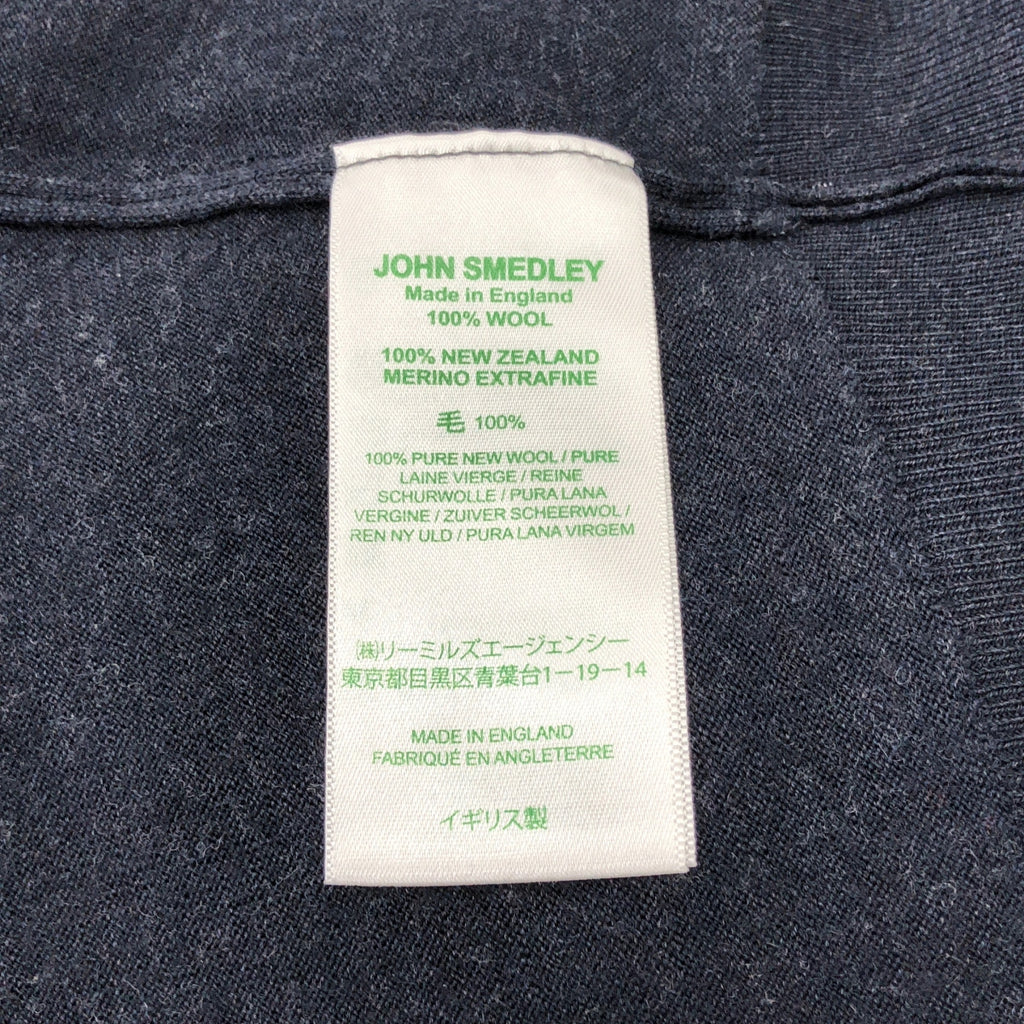 JOHN SMEDLEY
Made in England
100% WOOL
100% NEW ZEALAND
MERINO EXTRAFINE
毛 100%
100% PURE NEW WOOL / PURE
LAINE VIERGE / REINE
SCHURWOLLE / PURA LANA
VERGINE / ZUIVER SCHEERWOL /
REN NY ULD / PURA LANA VIRGEM
㈱リーミルズエージェンシー
東京都目黒区青葉台1−19−14
MADE IN ENGLAND
FABRIQUÉ EN ANGLETERRE
イギリス製